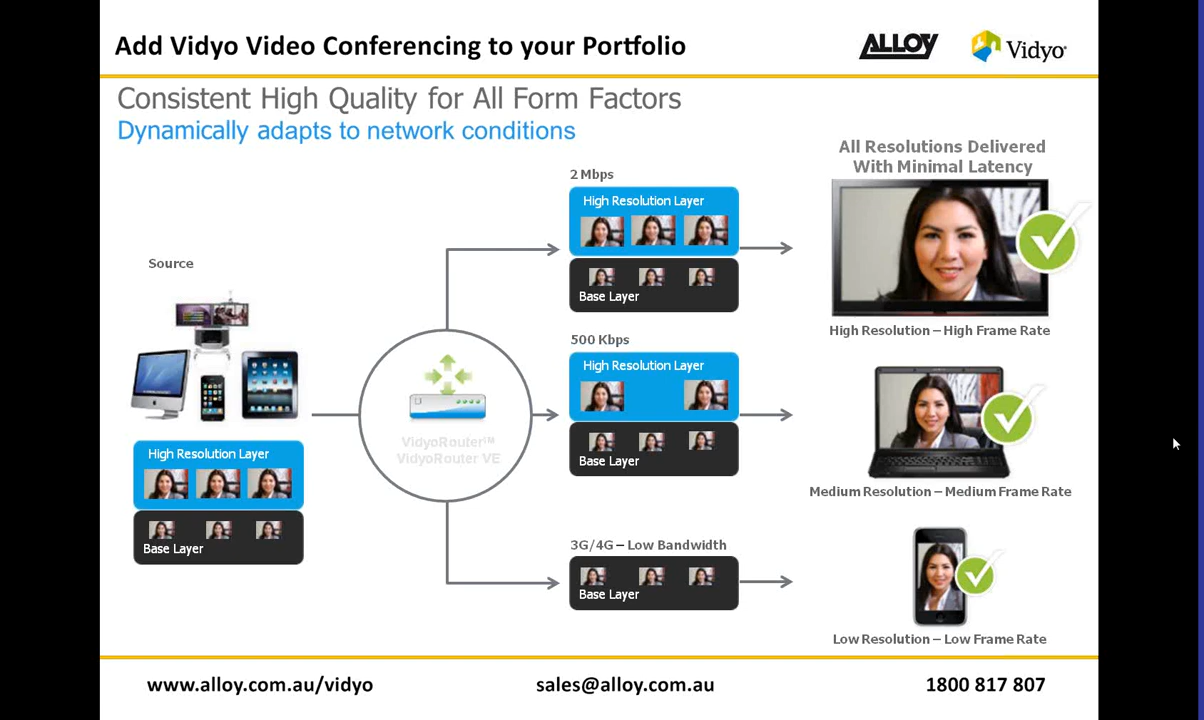 Add Vidyo Video Conferencing to your Portfolio
ALLOY
Vidyo
Consistent High Quality for All Form Factors
Dynamically adapts to network conditions
All Resolutions Delivered
With Minimal Latency
2 Mbps
High Resolution Layer
Base Layer
High Resolution – High Frame Rate
Source
500 Kbps
High Resolution Layer
Base Layer
Medium Resolution – Medium Frame Rate
VidyoRouter™
VidyoRouter VE
High Resolution Layer
Base Layer
3G/4G – Low Bandwidth
Base Layer
Low Resolution – Low Frame Rate
www.alloy.com.au/vidyo
sales@alloy.com.au
1800 817 807